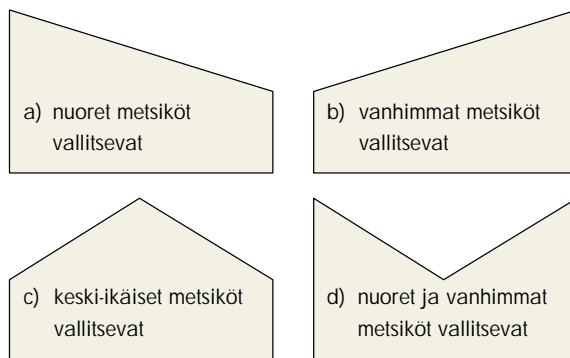 a) nuoret metsiköt
vallitsevat
b) vanhimmat metsiköt
vallitsevat
c) keski-ikäiset metsiköt
vallitsevat
d) nuoret ja vanhimmat
metsiköt vallitsevat